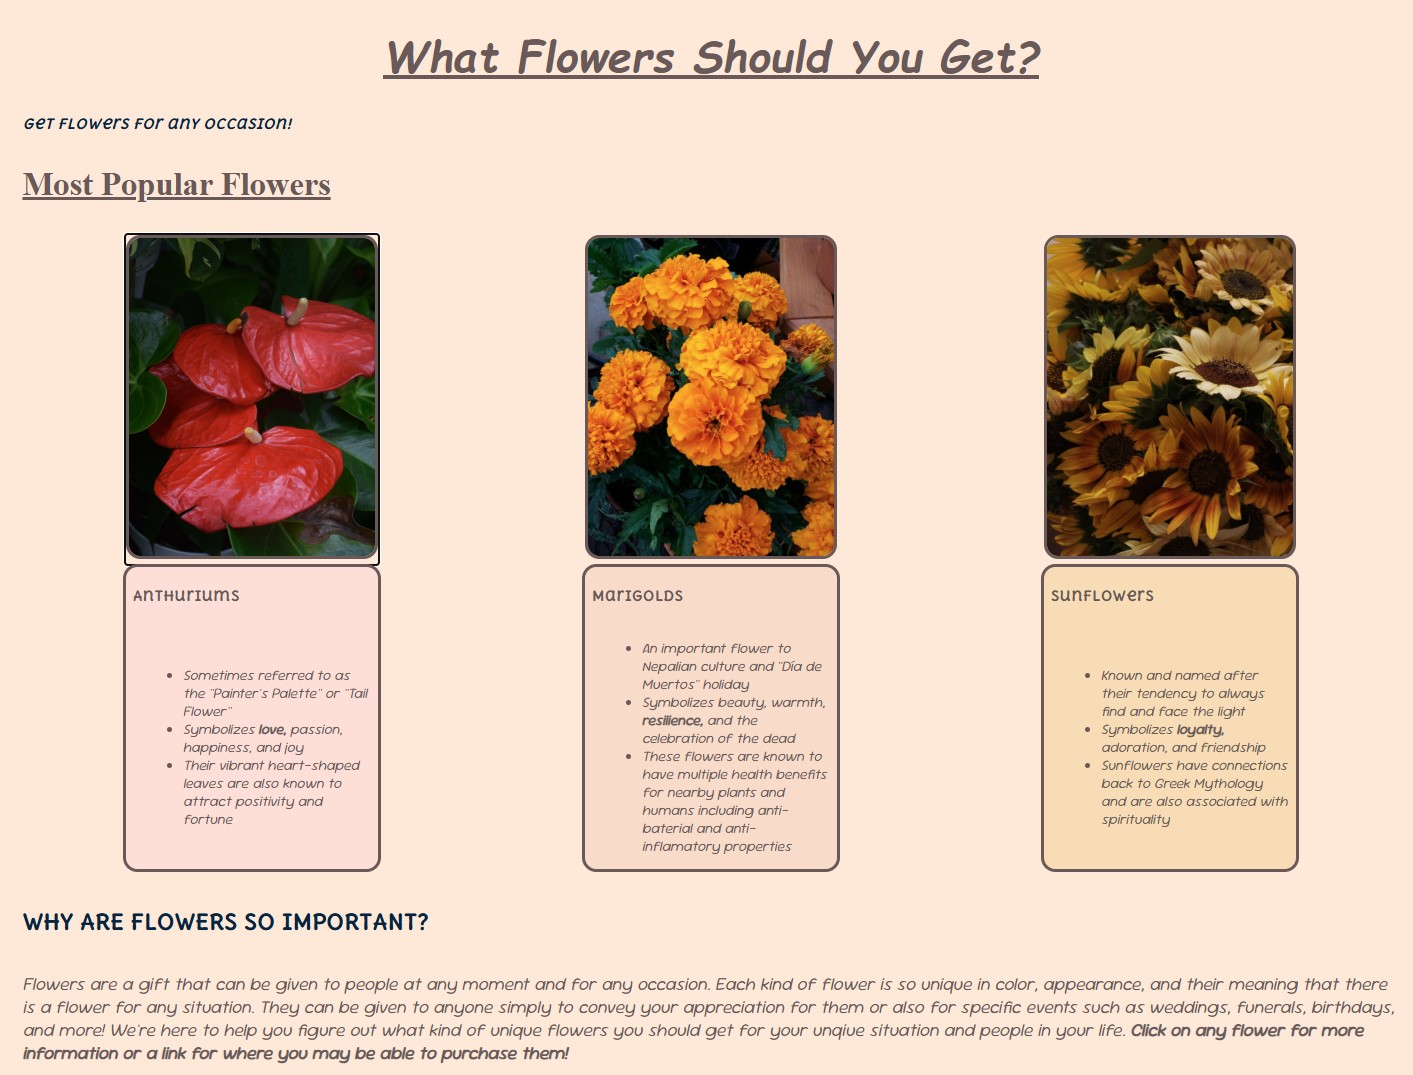 What Flowers Should You Get?
Get flowers for any occasion!
Most Popular Flowers
Anthuriums
Sometimes referred to as
the "Painter's Palette" or "Tail
Flower"
Symbolizes love, passion,
happiness, and joy
Their vibrant heart-shaped
leaves are also known to
attract positivity and
fortune
Marigolds
An important flower to
Nepalian culture and "Día de
Muertos" holiday
Symbolizes beauty, warmth,
resilience, and the
celebration of the dead
These flowers are known to
have multiple health benefits
for nearby plants and
humans including anti-
baterial and anti-
inflamatory properties
Sunflowers
Known and named after
their tendency to always
find and face the light
Symbolizes loyalty,
adoration, and friendship
Sunflowers have connections
back to Greek Mythology
and are also associated with
spirituality
WHY ARE FLOWERS SO IMPORTANT?
Flowers are a gift that can be given to people at any moment and for any occasion. Each kind of flower is so unique in color, appearance, and their meaning that there
is a flower for any situation. They can be given to anyone simply to convey your appreciation for them or also for specific events such as weddings, funerals, birthdays,
and more! We're here to help you figure out what kind of unique flowers you should get for your unqiue situation and people in your life. Click on any flower for more
information or a link for where you may be able to purchase them!